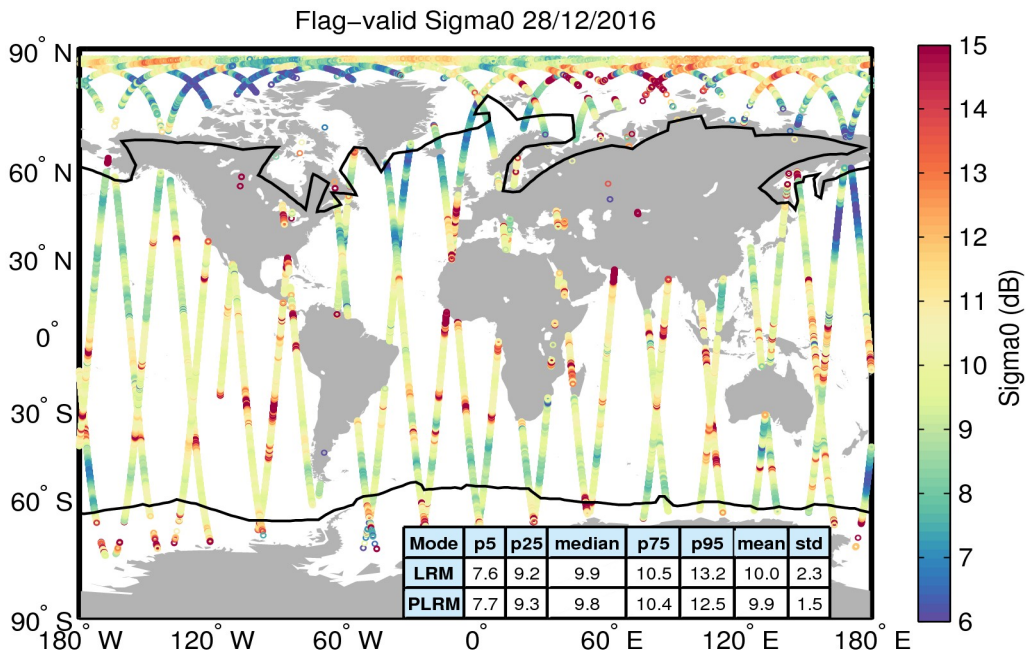 Flag−valid Sigma0 28/12/2016
90° N
60° N
30° N
0°
30° S
60° S
90° S
180° W
120° W
60° W
0°
60° E
120° E
180° E
Mode p5 p25 median p75 p95 mean std
LRM 7.6 9.2 9.9 10.5 13.2 10.0 2.3
PLRM 7.7 9.3 9.8 10.4 12.5 9.9 1.5
15
14
13
12
11
10
9
8
7
6
Sigma0 (dB)